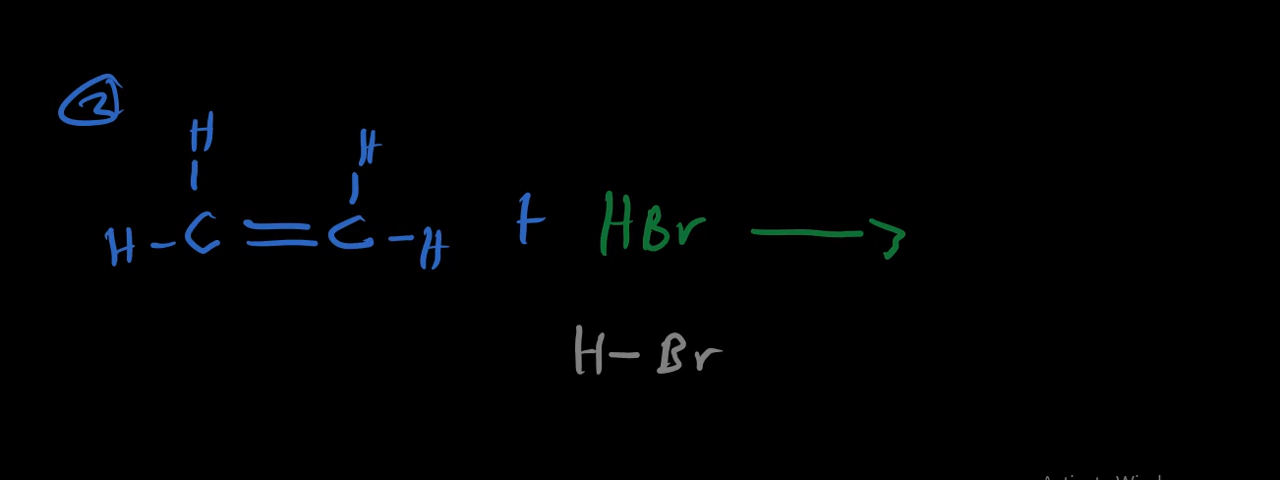 2
H H
H - C = C - H + HBr →
H - Br